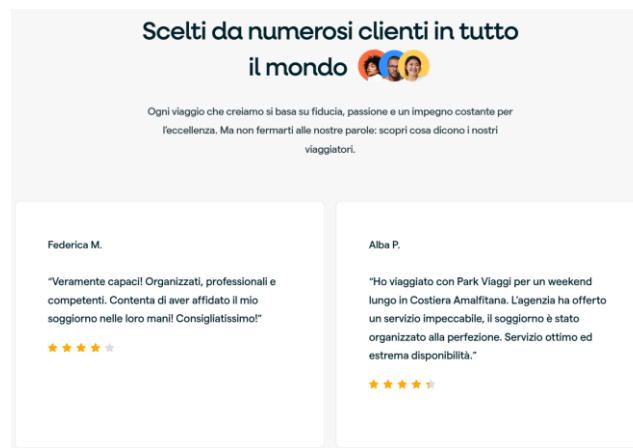 Scelti da numerosi clienti in tutto
il mondo
Ogni viaggio che creiamo si basa su fiducia, passione e un impegno costante per
l'eccellenza. Ma non fermarti alle nostre parole: scopri cosa dicono i nostri
viaggiatori.
Federica M.
“Veramente capaci! Organizzati, professionali e
competenti. Contenta di aver affidato il mio
soggiorno nelle loro mani! Consigliatissimo!”
Alba P.
“Ho viaggiato con Park Viaggi per un weekend
lungo in Costiera Amalfitana. L'agenzia ha offerto
un servizio impeccabile, il soggiorno è stato
organizzato alla perfezione. Servizio ottimo ed
estrema disponibilità.”